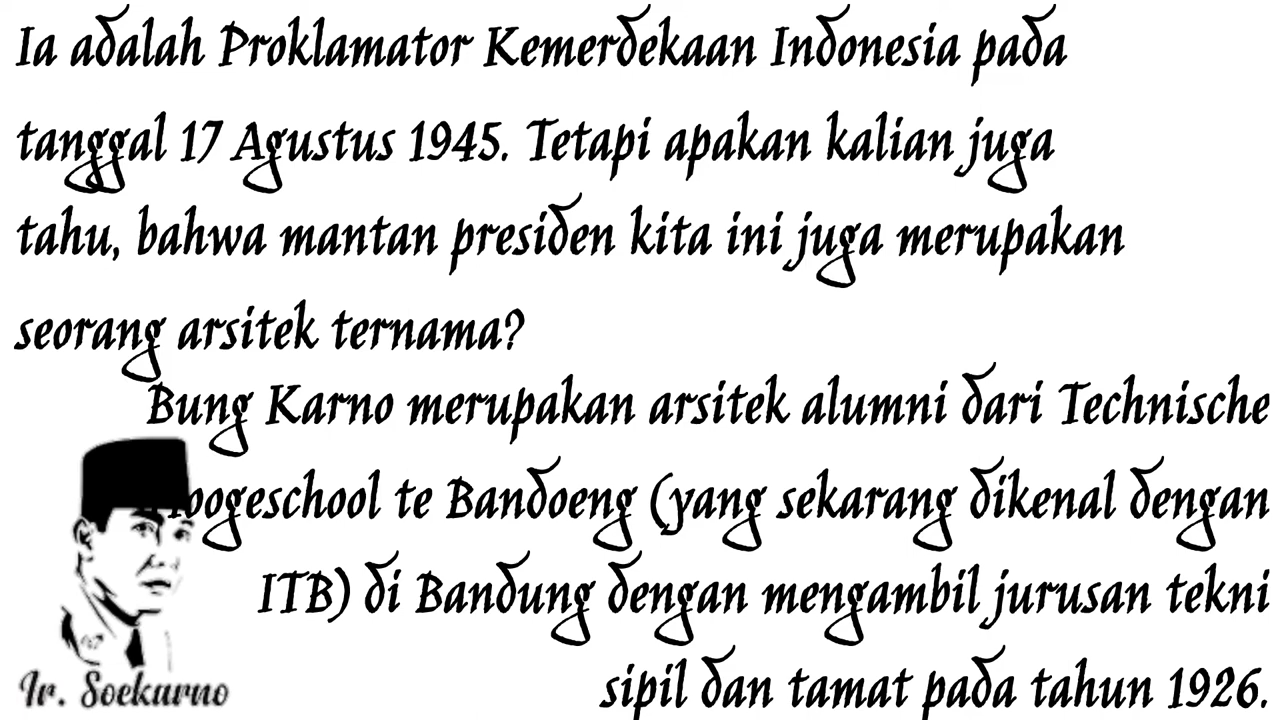 Ia adalah Proklamator Kemerdekaan Indonesia pada
tanggal 17 Agustus 1945. Tetapi apakan kalian juga
tahu, bahwa mantan presiden kita ini juga merupakan
seorang arsitek ternama?
Bung Karno merupakan arsitek alumni dari Technische
Hoogeschool te Bandoeng (yang sekarang dikenal dengan
ITB) di Bandung dengan mengambil jurusan tekni
sipil dan tamat pada tahun 1926.
Ir. Soekarno